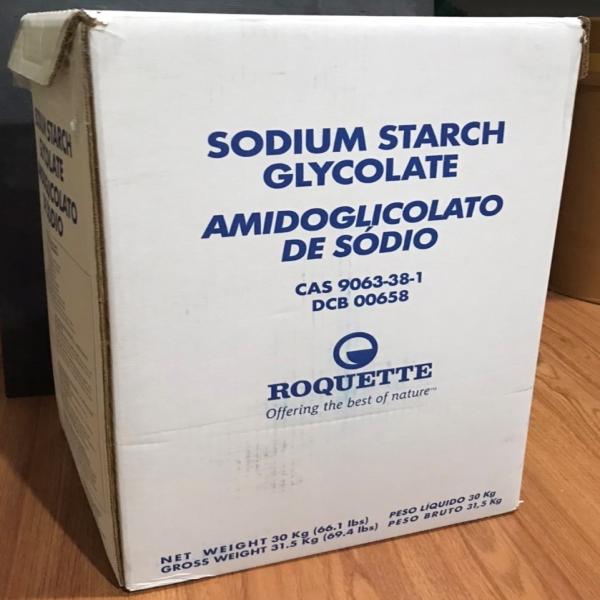 SODIUM STARCH
GLYCOLATE
AMIDOGLICOLATO
DE SÓDIO
CAS 9063-38-1
DCB 00658
ROQUETTE
Offering the best of nature™
NET WEIGHT 30 Kg (66.1 lbs) PESO LÍQUIDO 30 Kg
GROSS WEIGHT 31.5 Kg (69.4 lbs) PESO BRUTO 31,5 Kg
STARCH